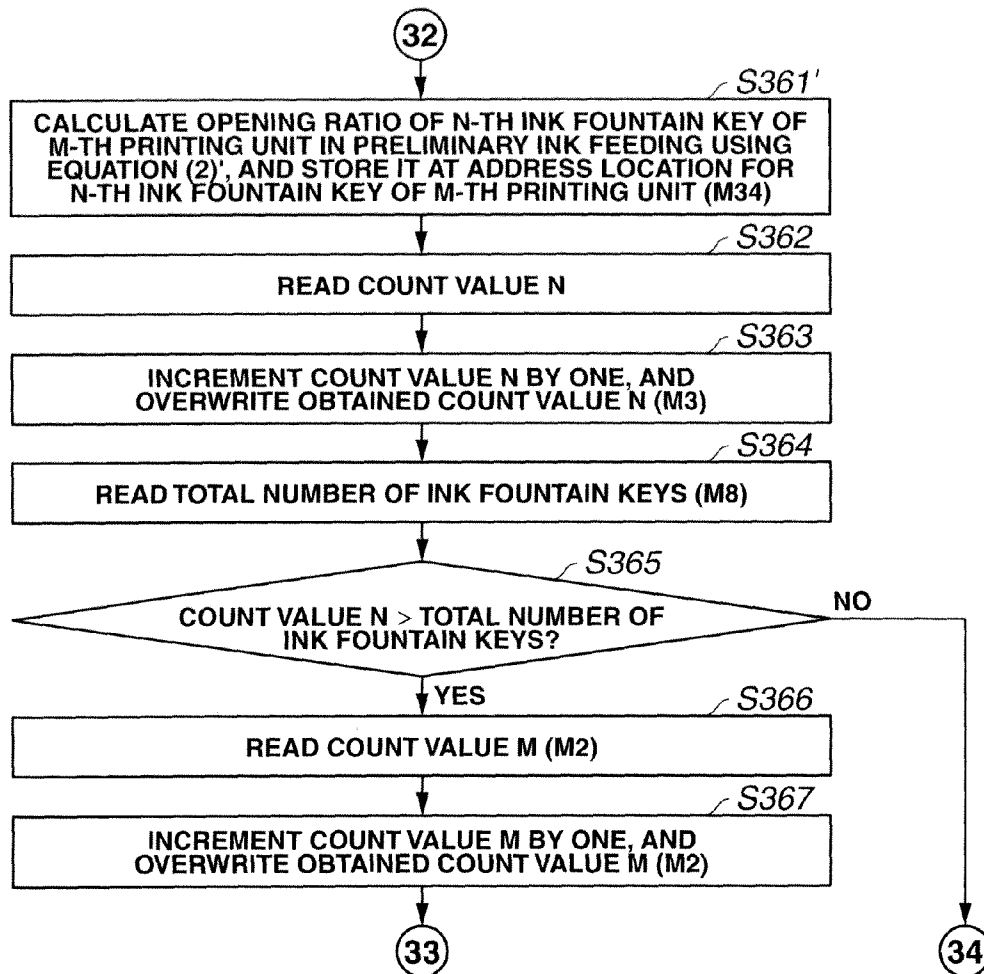 32
S361'
CALCULATE OPENING RATIO OF N-TH INK FOUNTAIN KEY OF
M-TH PRINTING UNIT IN PRELIMINARY INK FEEDING USING
EQUATION (2)', AND STORE IT AT ADDRESS LOCATION FOR
N-TH INK FOUNTAIN KEY OF M-TH PRINTING UNIT (M34)
S362
READ COUNT VALUE N
S363
INCREMENT COUNT VALUE N BY ONE, AND
OVERWRITE OBTAINED COUNT VALUE N (M3)
S364
READ TOTAL NUMBER OF INK FOUNTAIN KEYS (M8)
S365
COUNT VALUE N > TOTAL NUMBER OF
INK FOUNTAIN KEYS?
NO
YES
S366
READ COUNT VALUE M (M2)
S367
INCREMENT COUNT VALUE M BY ONE, AND
OVERWRITE OBTAINED COUNT VALUE M (M2)
33
34